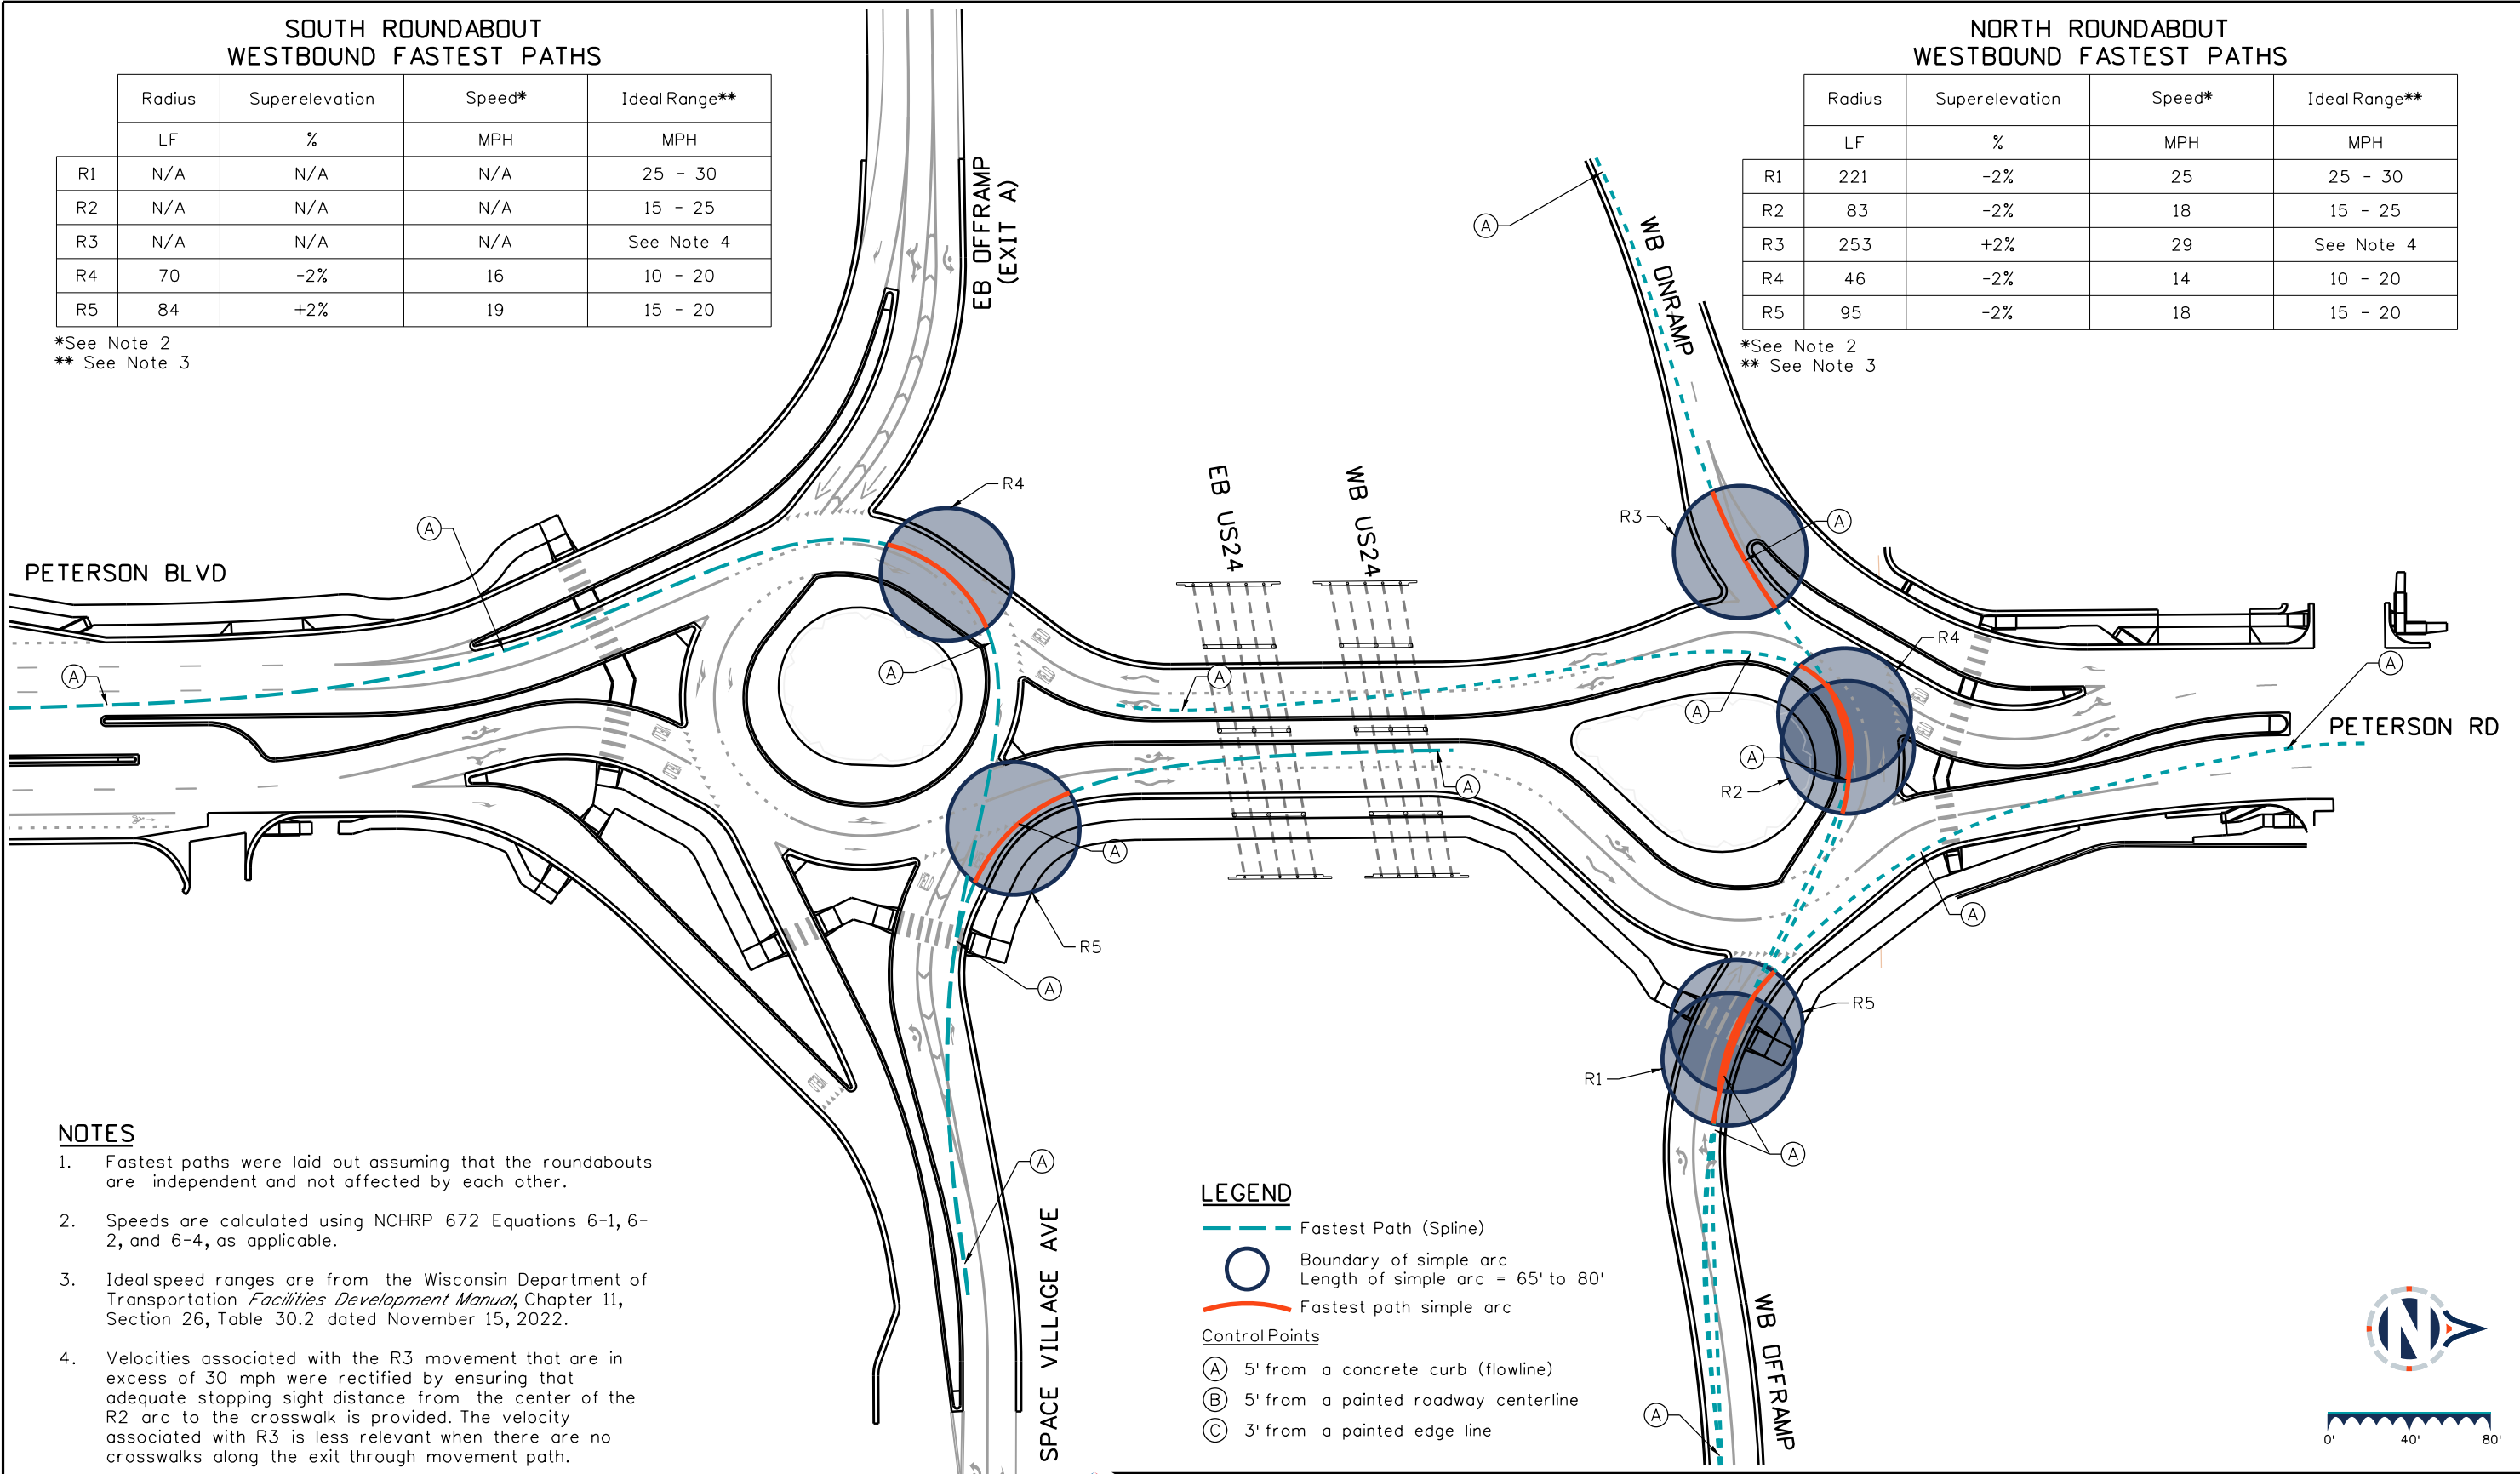 SOUTH ROUNDABOUT
WESTBOUND FASTEST PATHS
Radius Superelevation Speed* Ideal Range**
LF % MPH MPH
R1 N/A N/A N/A 25 - 30
R2 N/A N/A N/A 15 - 25
R3 N/A N/A N/A See Note 4
R4 70 -2% 16 10 - 20
R5 84 +2% 19 15 - 20
*See Note 2
** See Note 3
NORTH ROUNDABOUT
WESTBOUND FASTEST PATHS
Radius Superelevation Speed* Ideal Range**
LF % MPH MPH
R1 221 -2% 25 25 - 30
R2 83 -2% 18 15 - 25
R3 253 +2% 29 See Note 4
R4 46 -2% 14 10 - 20
R5 95 -2% 18 15 - 20
*See Note 2
** See Note 3
EB OFFRAMP
(EXIT A)
WB ONRAMP
A
R4
EB US24
WB US24
R3
A
A
PETERSON BLVD
R4
A
A
A
A
A
PETERSON RD
A
A
R2
A
A
A
R5
A
A
R5
R1
A
A
SPACE VILLAGE AVE
WB OFFRAMP
A
NOTES
1. Fastest paths were laid out assuming that the roundabouts
are independent and not affected by each other.
2. Speeds are calculated using NCHRP 672 Equations 6-1, 6-
2, and 6-4, as applicable.
3. Ideal speed ranges are from the Wisconsin Department of
Transportation Facilities Development Manual, Chapter 11,
Section 26, Table 30.2 dated November 15, 2022.
4. Velocities associated with the R3 movement that are in
excess of 30 mph were rectified by ensuring that
adequate stopping sight distance from the center of the
R2 arc to the crosswalk is provided. The velocity
associated with R3 is less relevant when there are no
crosswalks along the exit through movement path.
LEGEND
Fastest Path (Spline)
Boundary of simple arc
Length of simple arc = 65' to 80'
Fastest path simple arc
Control Points
A 5' from a concrete curb (flowline)
B 5' from a painted roadway centerline
C 3' from a painted edge line
N
0' 40' 80'